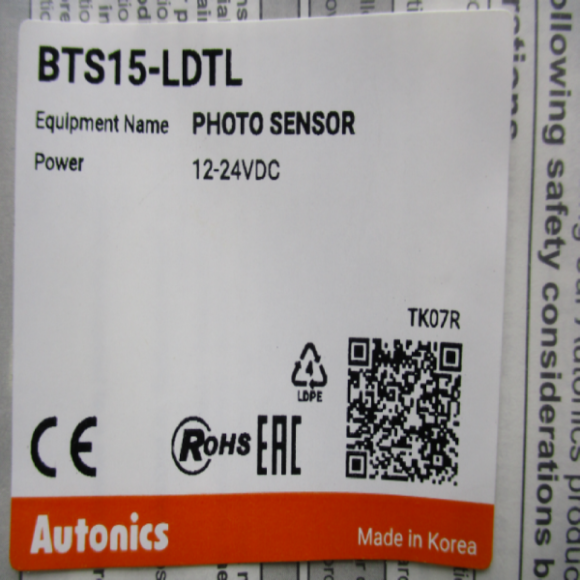 BTS15-LDTL
Equipment Name PHOTO SENSOR
Power 12-24VDC
TK07R
4
LDPE
CE
RoHS
EAC
Autonics
Made in Korea
ollowing safety considerations b